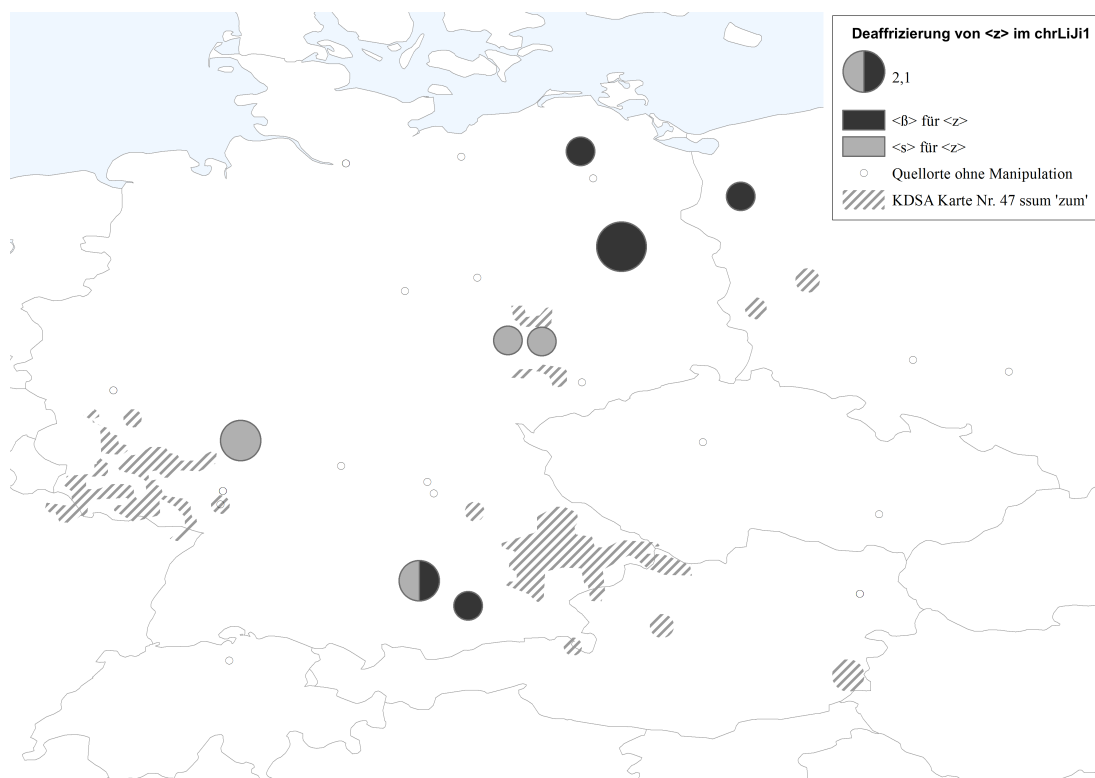 Deaffrizierung von <z> im chrLiJi1
2,1
<ß> für <z>
<s> für <z>
Quellorte ohne Manipulation
KDSA Karte Nr. 47 ssum 'zum'